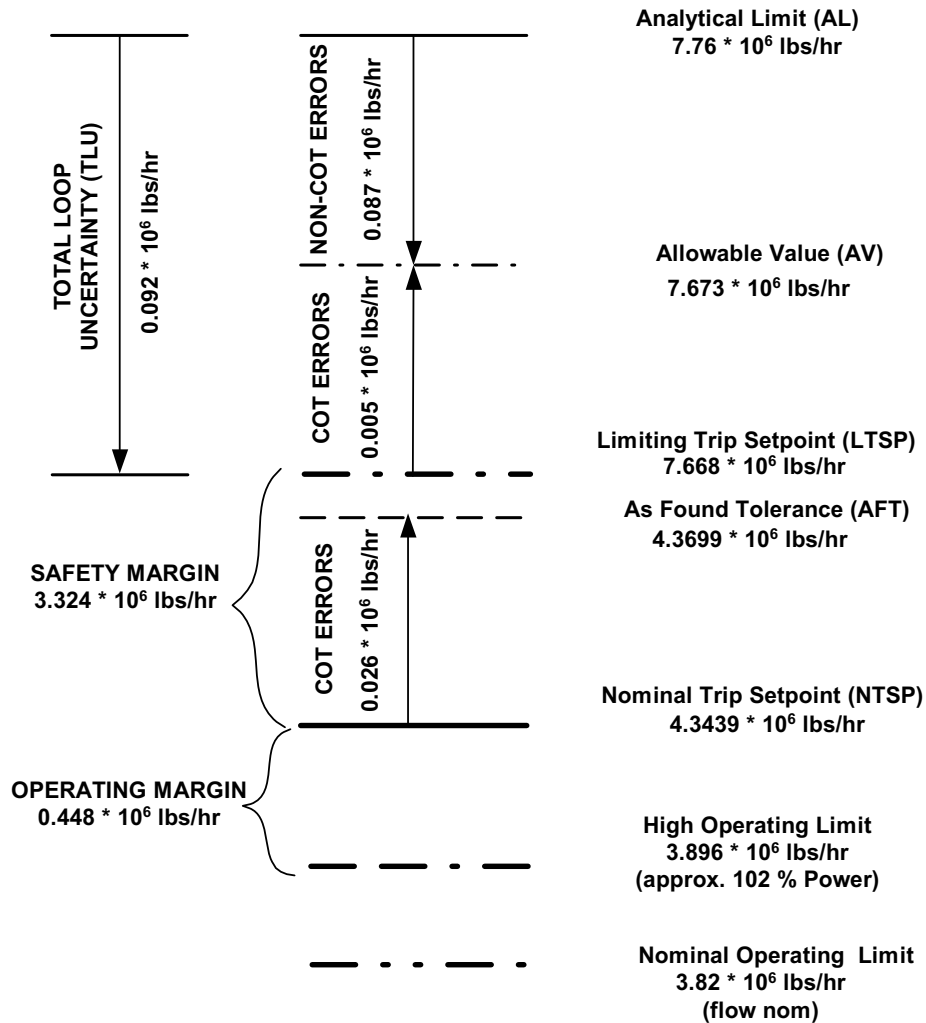 Analytical Limit (AL)
7.76 * 10⁶ lbs/hr
TOTAL LOOP
UNCERTAINTY (TLU)
0.092 * 10⁶ lbs/hr
NON-COT ERRORS
0.087 * 10⁶ lbs/hr
Allowable Value (AV)
7.673 * 10⁶ lbs/hr
COT ERRORS
0.005 * 10⁶ lbs/hr
Limiting Trip Setpoint (LTSP)
7.668 * 10⁶ lbs/hr
As Found Tolerance (AFT)
4.3699 * 10⁶ lbs/hr
SAFETY MARGIN
3.324 * 10⁶ lbs/hr
COT ERRORS
0.026 * 10⁶ lbs/hr
Nominal Trip Setpoint (NTSP)
4.3439 * 10⁶ lbs/hr
OPERATING MARGIN
0.448 * 10⁶ lbs/hr
High Operating Limit
3.896 * 10⁶ lbs/hr
(approx. 102 % Power)
Nominal Operating Limit
3.82 * 10⁶ lbs/hr
(flow nom)